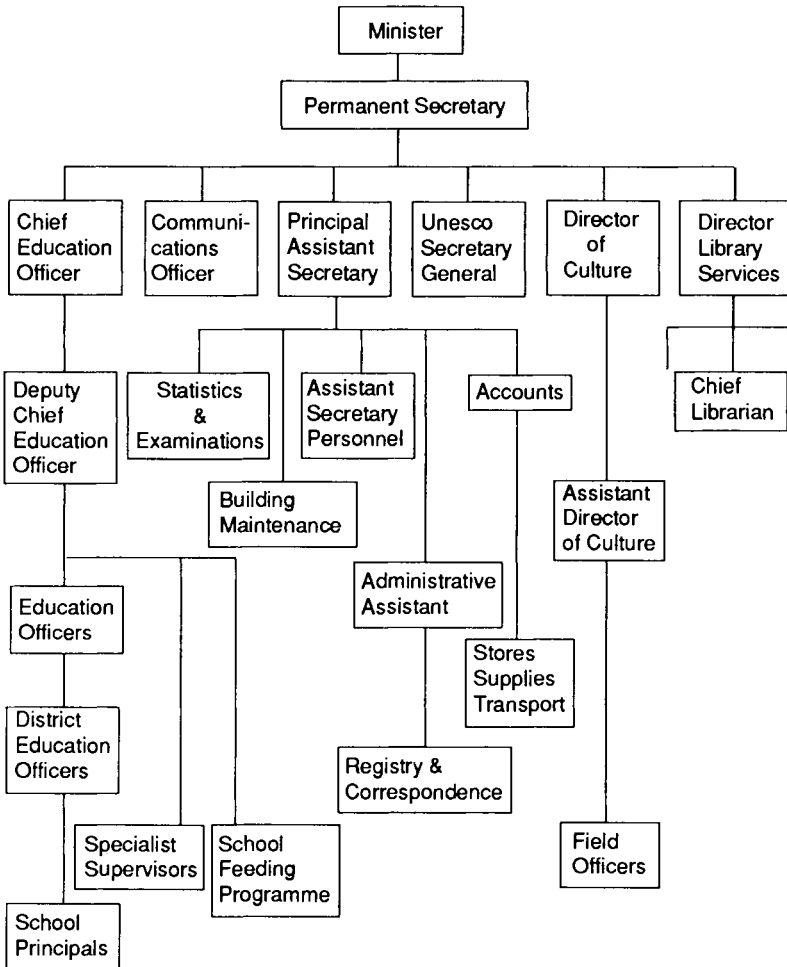 Minister
Permanent Secretary
Chief
Education
Officer
Communi-
cations
Officer
Principal
Assistant
Secretary
Unesco
Secretary
General
Director
of
Culture
Director
Library
Services
Deputy
Chief
Education
Officer
Statistics
&
Examinations
Assistant
Secretary
Personnel
Accounts
Chief
Librarian
Building
Maintenance
Assistant
Director
of Culture
Education
Officers
Administrative
Assistant
Stores
Supplies
Transport
District
Education
Officers
Registry &
Correspondence
Specialist
Supervisors
School
Feeding
Programme
Field
Officers
School
Principals